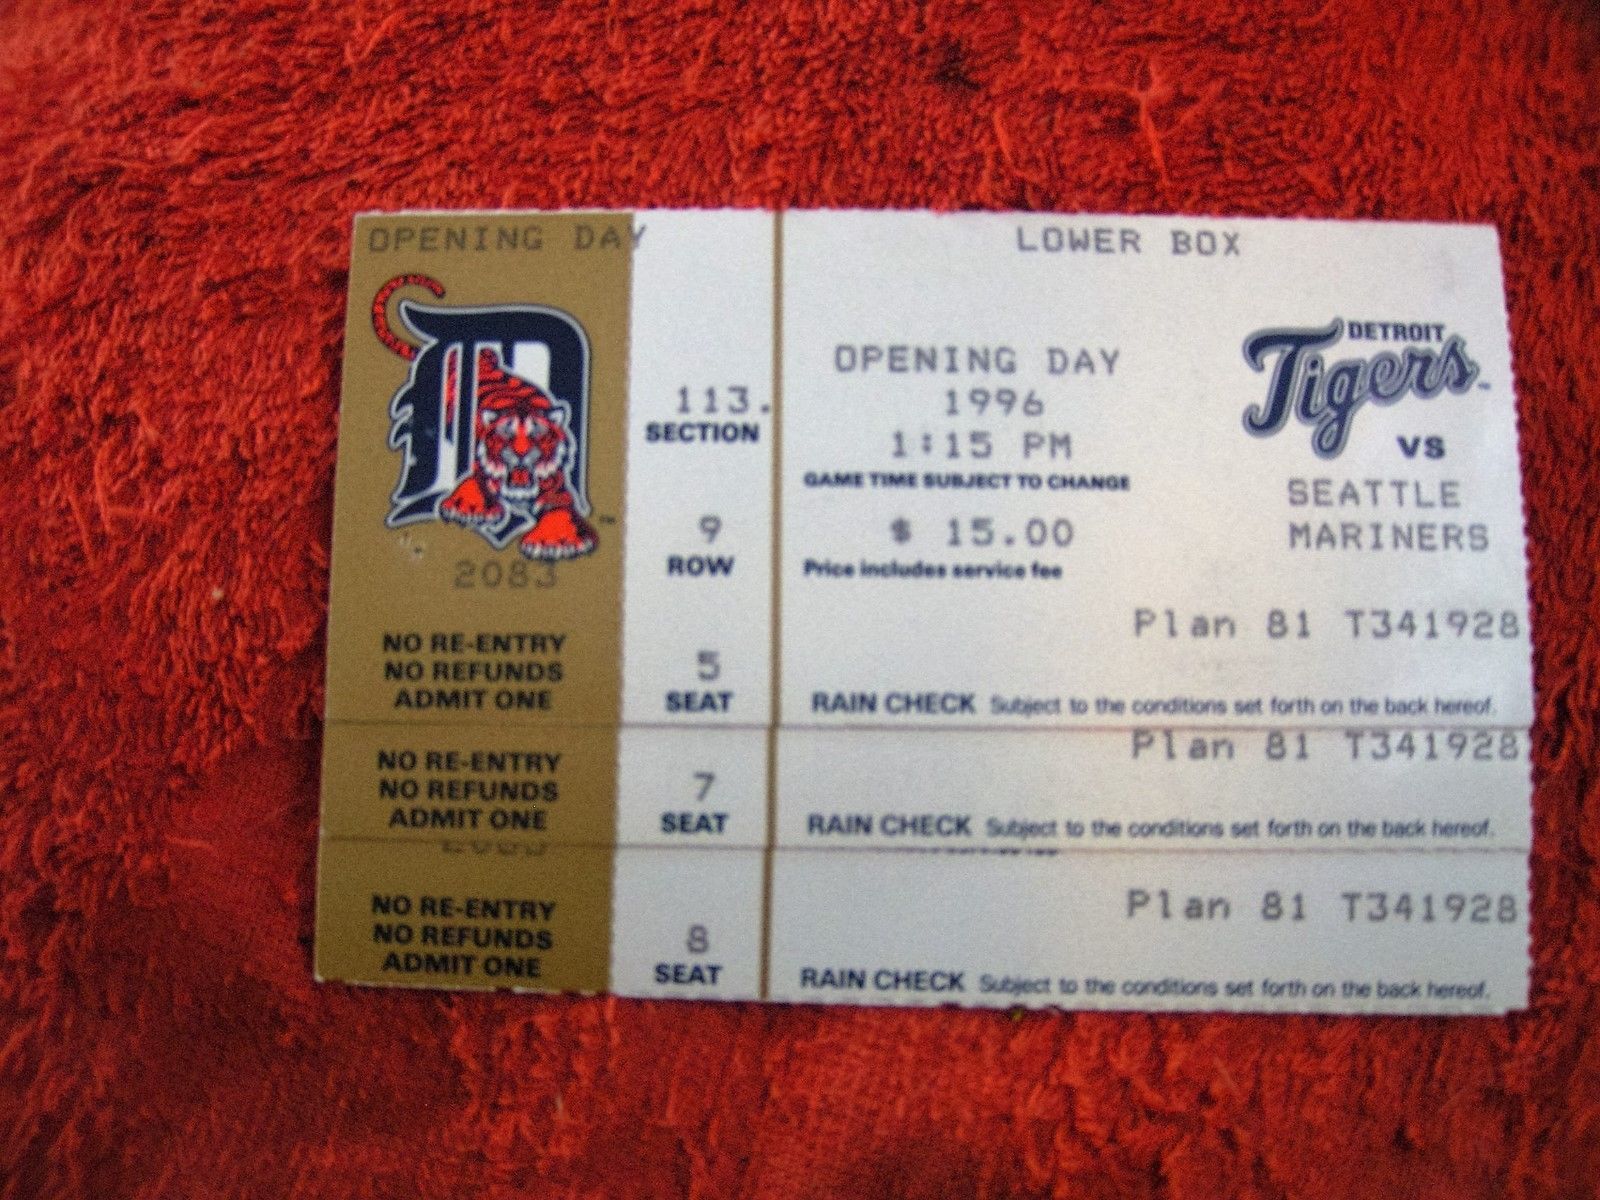 OPENING DAY
LOWER BOX
DETROIT
Tigers
VS
SEATTLE
MARINERS
OPENING DAY
1996
1:15 PM
GAME TIME SUBJECT TO CHANGE
$ 15.00
Price includes service fee
113.
SECTION
9
ROW
2083
NO RE-ENTRY
NO REFUNDS
ADMIT ONE
5
SEAT
Plan 81 T341928
RAIN CHECK Subject to the conditions set forth on the back hereof.
NO RE-ENTRY
NO REFUNDS
ADMIT ONE
7
SEAT
Plan 81 T341928
RAIN CHECK Subject to the conditions set forth on the back hereof.
NO RE-ENTRY
NO REFUNDS
ADMIT ONE
8
SEAT
Plan 81 T341928
RAIN CHECK Subject to the conditions set forth on the back hereof.